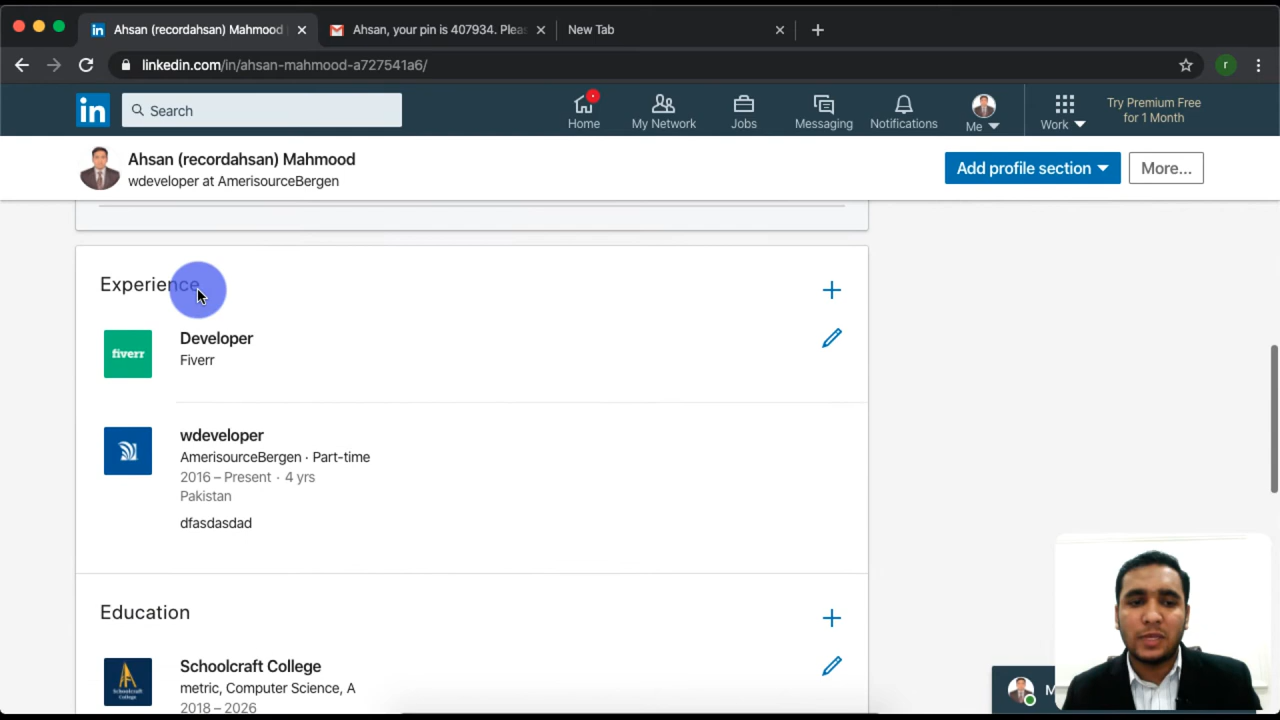 Ahsan (recordahsan) Mahmood
Ahsan, your pin is 407934. Pleas
New Tab
linkedin.com/in/ahsan-mahmood-a727541a6/
r
in
Search
Home
My Network
Jobs
Messaging
Notifications
Me
Work
Try Premium Free
for 1 Month
Ahsan (recordahsan) Mahmood
wdeveloper at AmerisourceBergen
Add profile section
More...
Experience
fiverr
Developer
Fiverr
wdeveloper
AmerisourceBergen · Part-time
2016 – Present · 4 yrs
Pakistan
dfasdasdad
Education
Schoolcraft
College
Schoolcraft College
metric, Computer Science, A
2018 – 2026
M